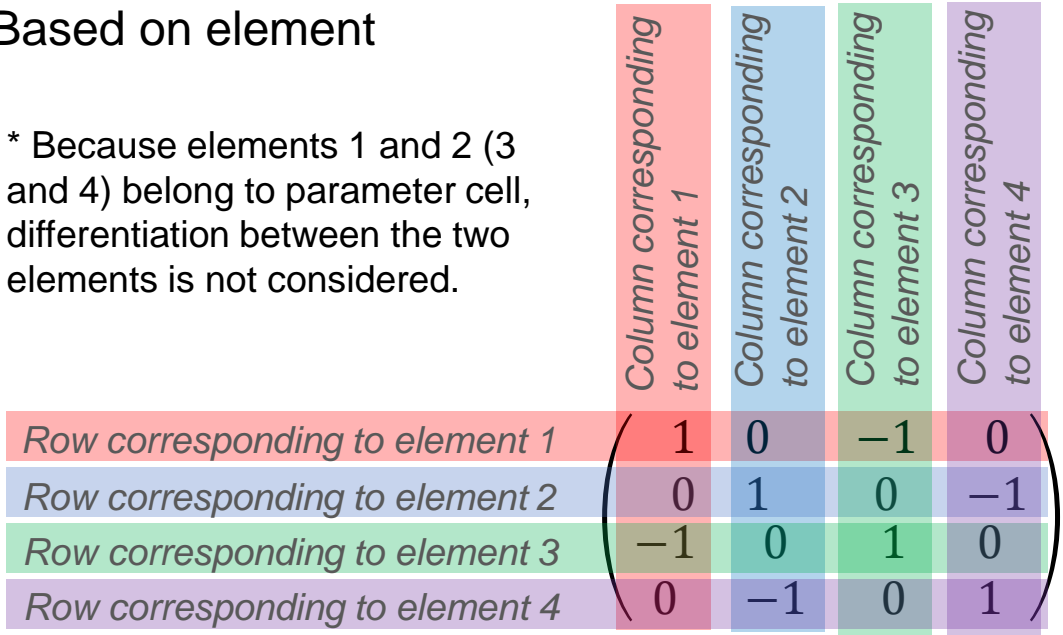 Based on element
* Because elements 1 and 2 (3
and 4) belong to parameter cell,
differentiation between the two
elements is not considered.
Column corresponding
to element 1
Column corresponding
to element 2
Column corresponding
to element 3
Column corresponding
to element 4
Row corresponding to element 1 1 0 −1 0
Row corresponding to element 2 0 1 0 −1
Row corresponding to element 3 −1 0 1 0
Row corresponding to element 4 0 −1 0 1